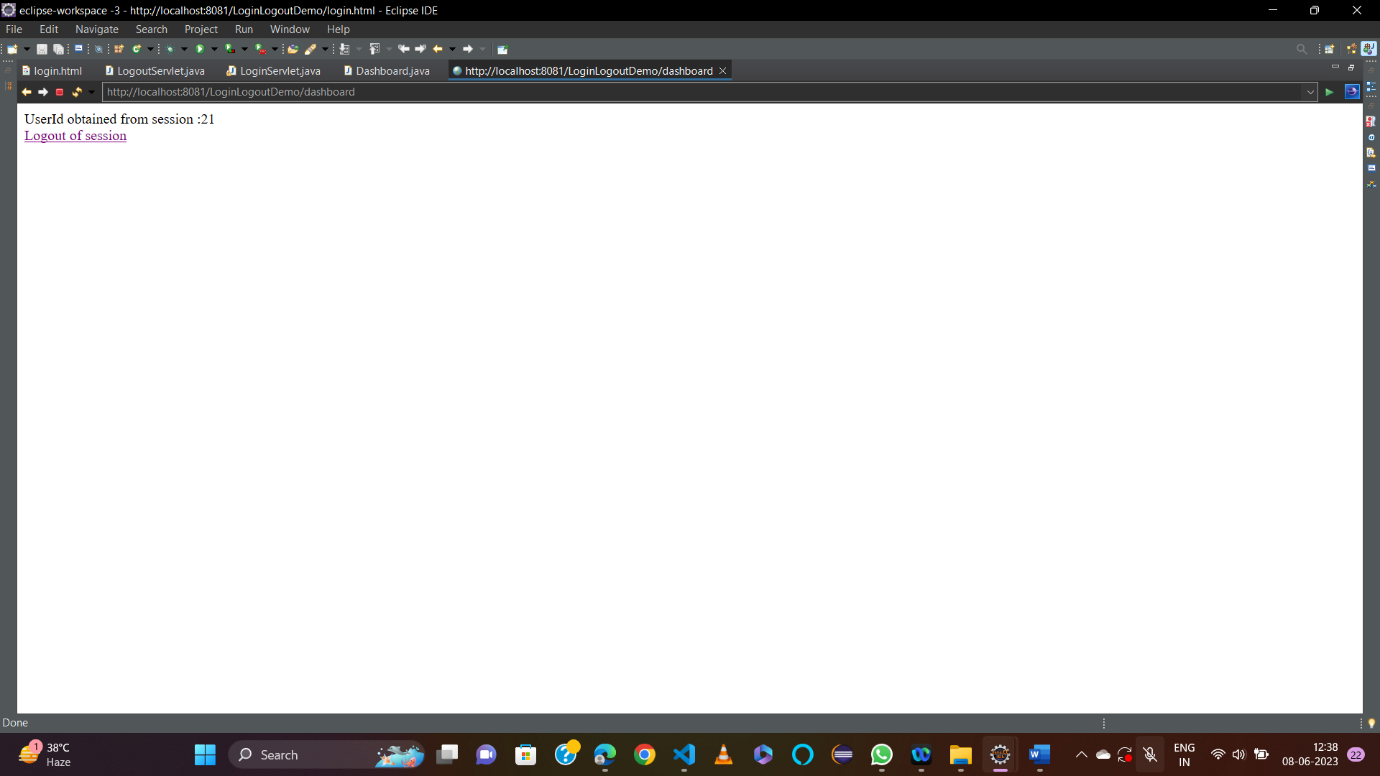 eclipse-workspace -3 - http://localhost:8081/LoginLogoutDemo/login.html - Eclipse IDE
File Edit Navigate Search Project Run Window Help
login.html LogoutServlet.java LoginServlet.java Dashboard.java http://localhost:8081/LoginLogoutDemo/dashboard
http://localhost:8081/LoginLogoutDemo/dashboard
UserId obtained from session :21
Logout of session
Done
1 38°C
Haze
Search
W
ENG
IN
12:38
08-06-2023
22